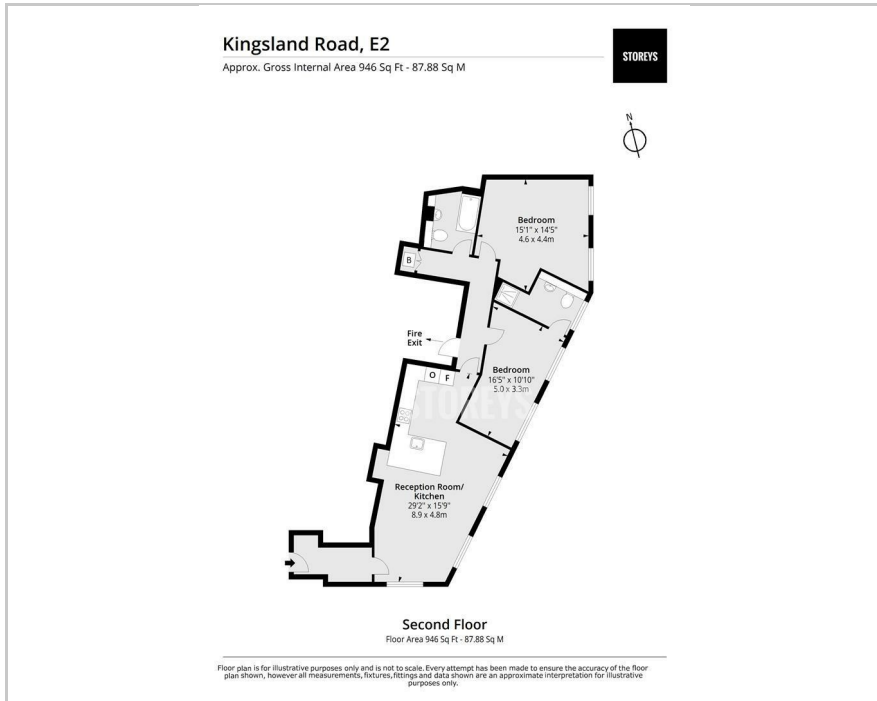 Kingsland Road, E2
Approx. Gross Internal Area 946 Sq Ft - 87.88 Sq M
STOREYS
N
Bedroom
15'1" x 14'5"
4.6 x 4.4m
B
Fire
Exit
Bedroom
16'5" x 10'10"
5.0 x 3.3m
O F
STOREYS
Reception Room/
Kitchen
29'2" x 15'9"
8.9 x 4.8m
Second Floor
Floor Area 946 Sq Ft - 87.88 Sq M
Floor plan is for illustrative purposes only and is not to scale. Every attempt has been made to ensure the accuracy of the floor
plan shown, however all measurements, fixtures, fittings and data shown are an approximate interpretation for illustrative
purposes only.